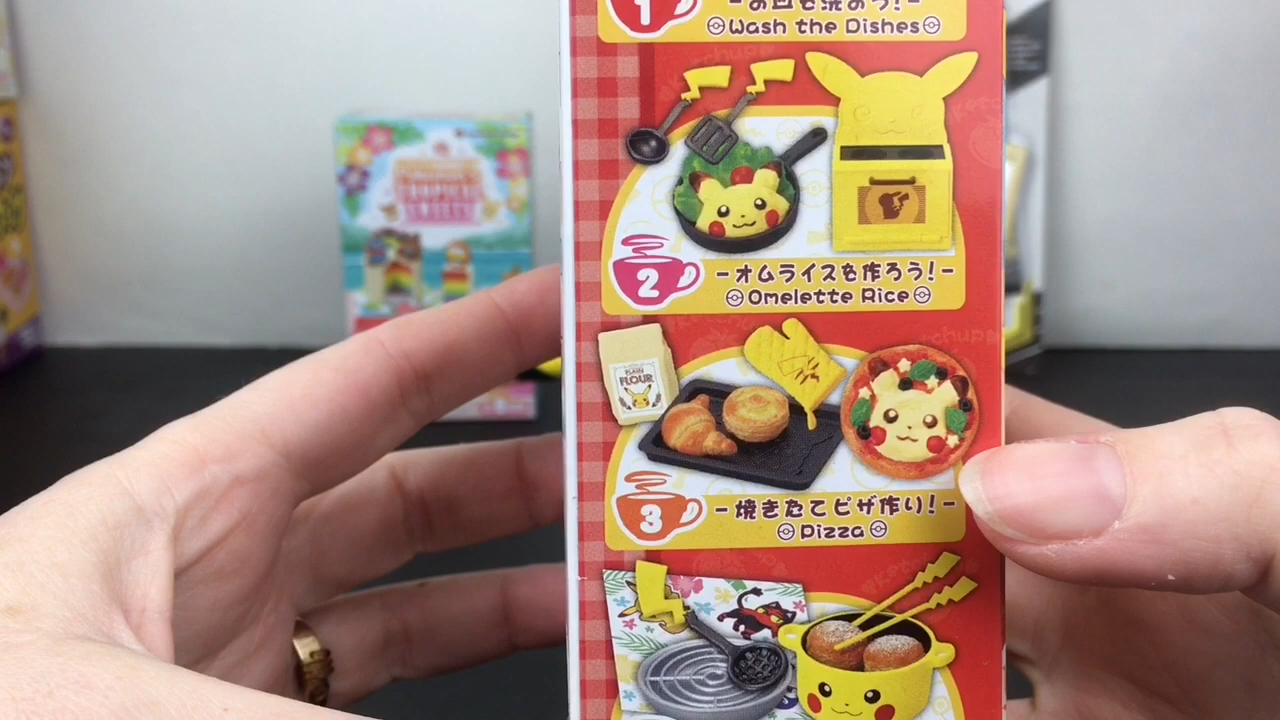 1
-お皿を洗おう!-
Wash the Dishes
2
-オムライスを作ろう!-
Omelette Rice
PLAIN
FLOUR
3
-焼きたてピザ作り!-
Pizza